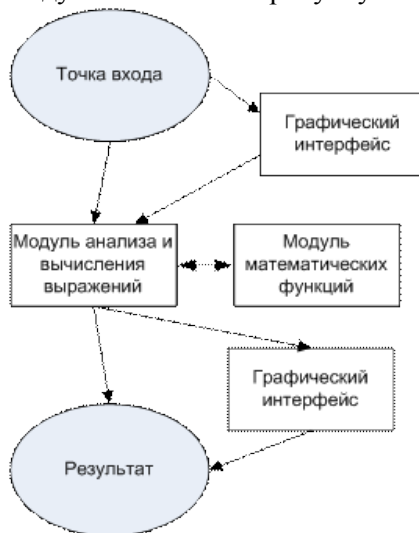 Точка входа
Графический
интерфейс
Модуль анализа и
вычисления
выражений
Модуль
математических
функций
Графический
интерфейс
Результат